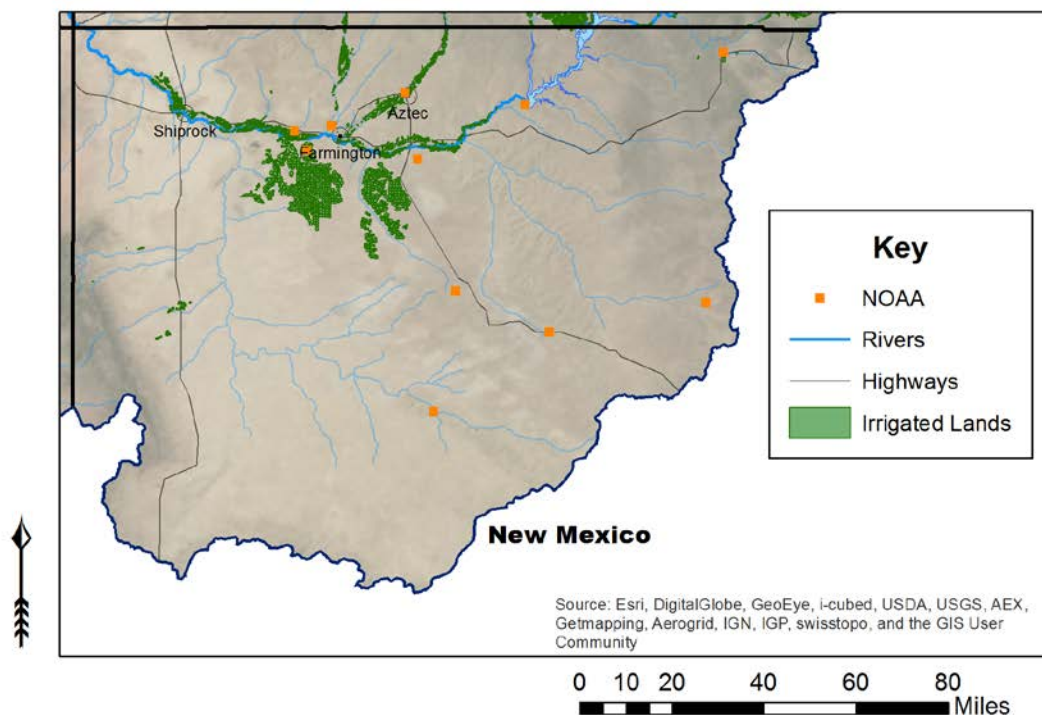 Shiprock
Aztec
Farmington
Key
NOAA
Rivers
Highways
Irrigated Lands
New Mexico
Source: Esri, DigitalGlobe, GeoEye, i-cubed, USDA, USGS, AEX,
Getmapping, Aerogrid, IGN, IGP, swisstopo, and the GIS User
Community
0 10 20 40 60 80
Miles